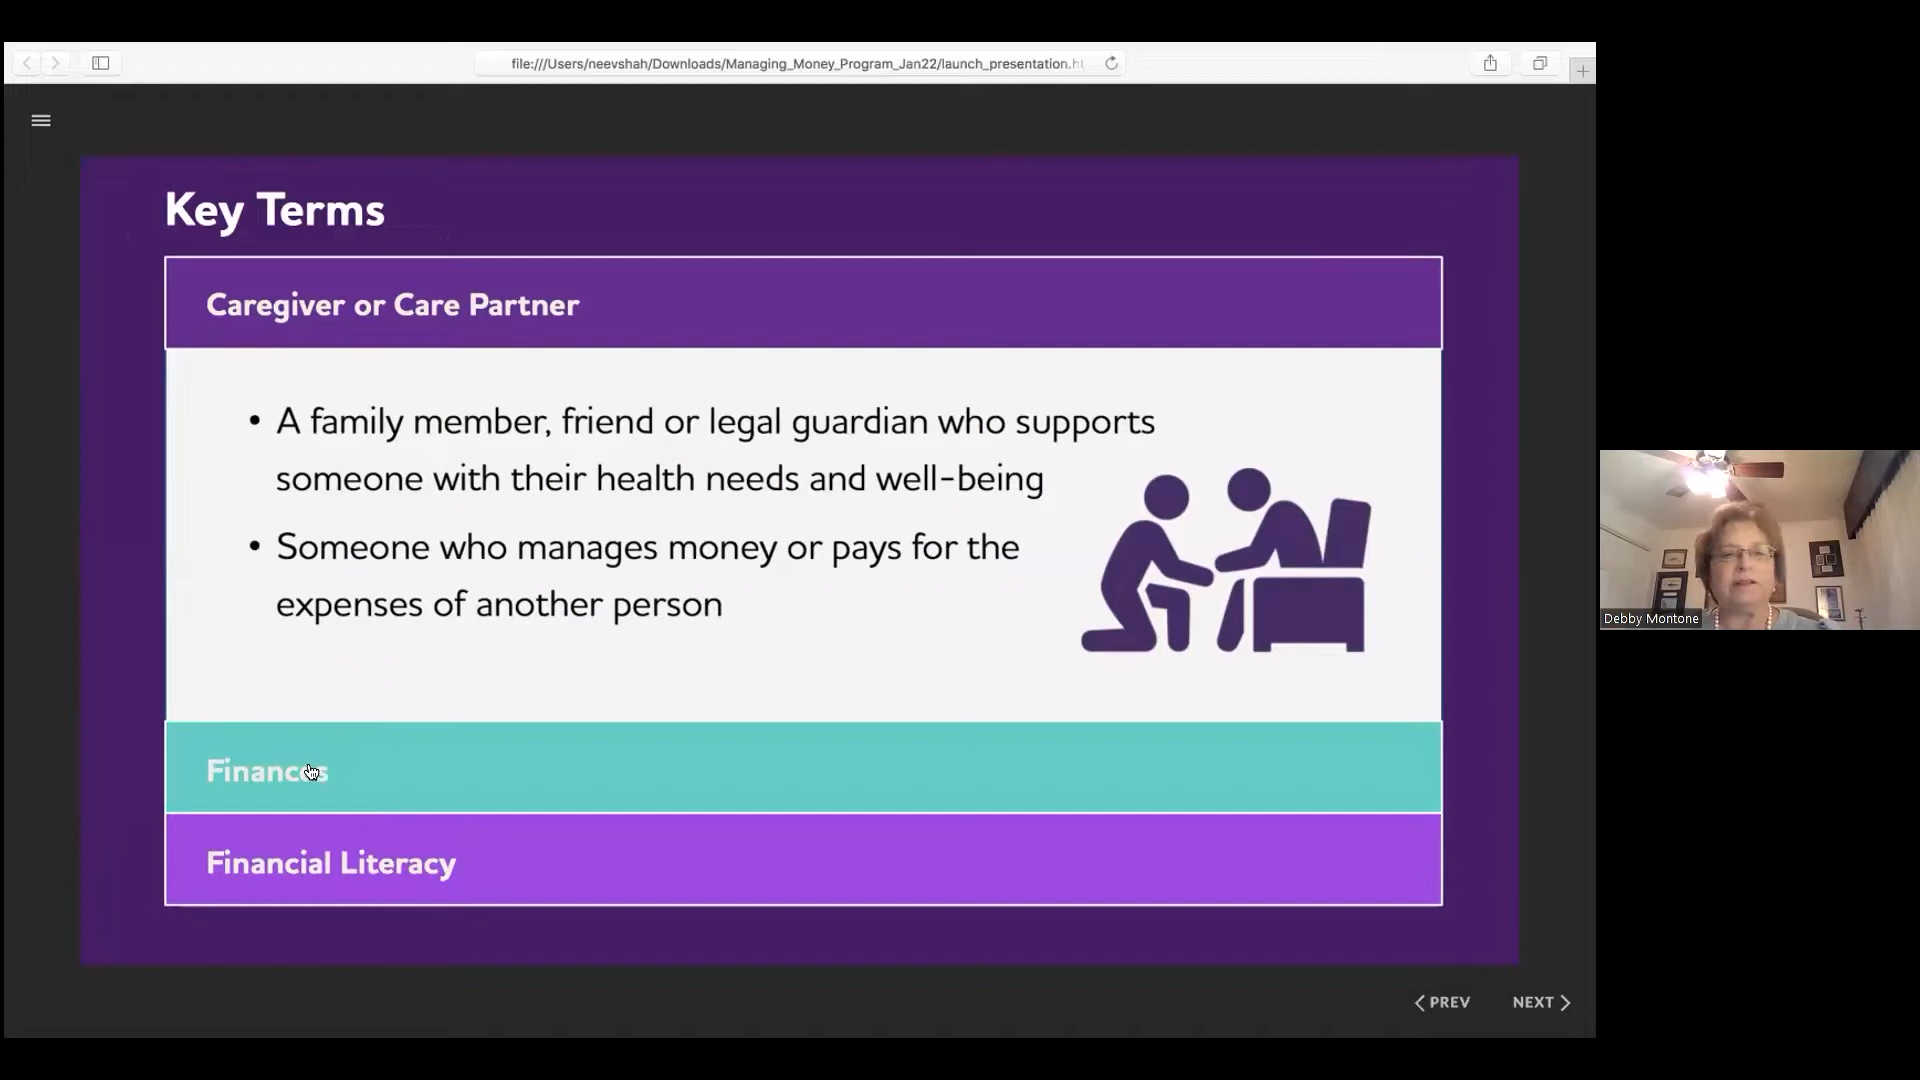 file:///Users/neevshah/Downloads/Managing_Money_Program_Jan22/launch_presentation.h
Key Terms
Caregiver or Care Partner
• A family member, friend or legal guardian who supports
someone with their health needs and well-being
• Someone who manages money or pays for the
expenses of another person
Debby Montone
Finances
Financial Literacy
PREV NEXT